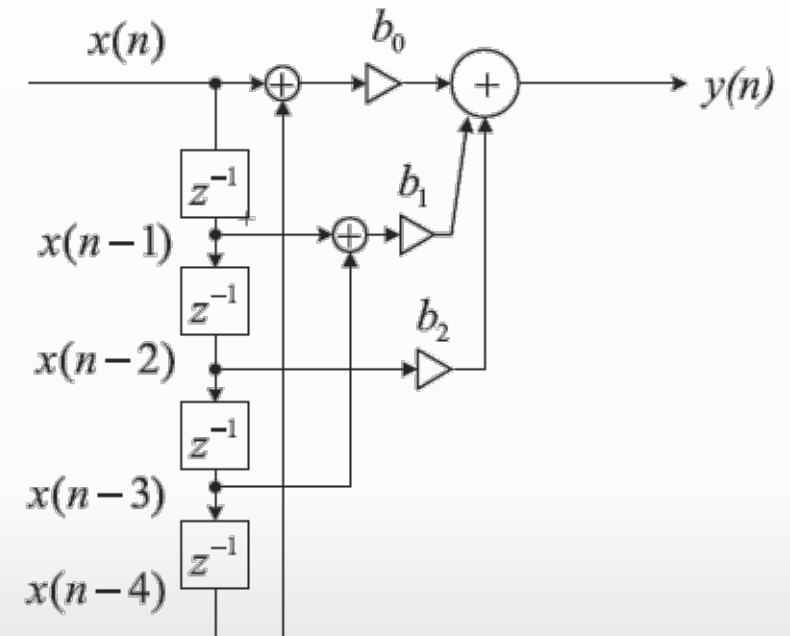 x(n)
b₀
+
+
y(n)
z⁻¹
b₁
x(n−1)
+
z⁻¹
b₂
x(n−2)
z⁻¹
x(n−3)
z⁻¹
x(n−4)